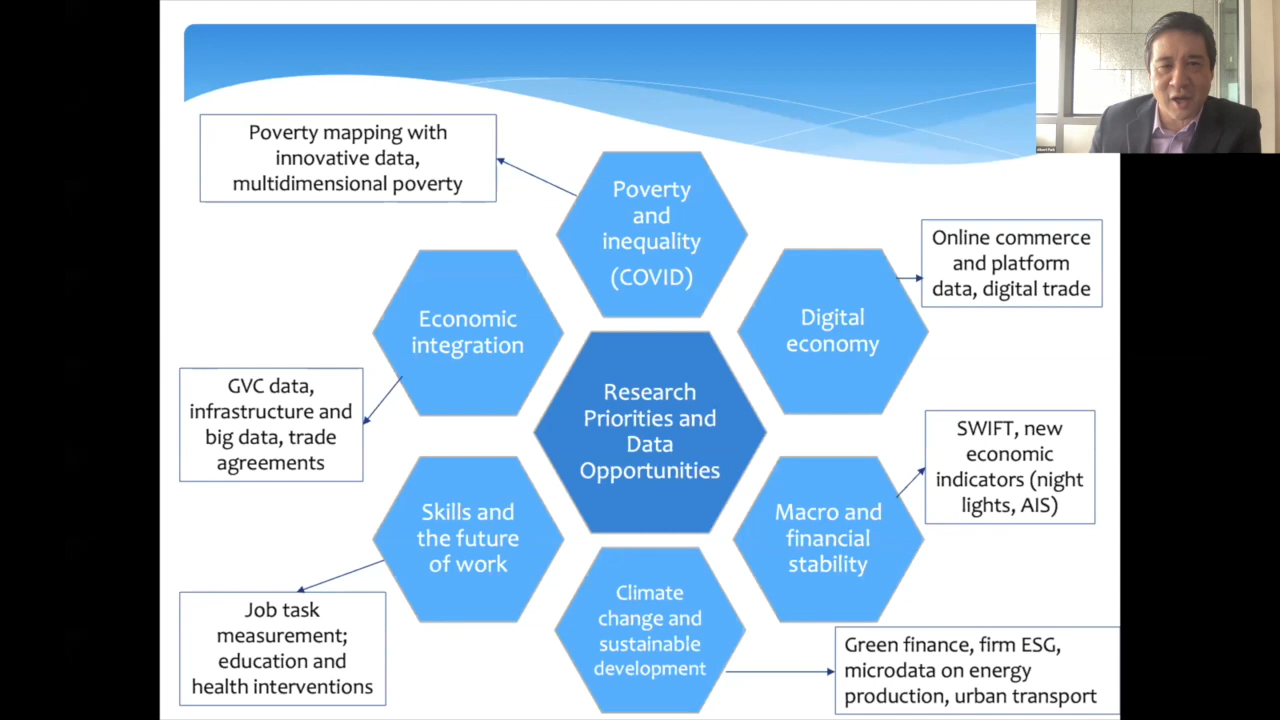 Poverty mapping with
innovative data,
multidimensional poverty
Poverty
and
inequality
(COVID)
Online commerce
and platform
data, digital trade
Economic
integration
Digital
economy
GVC data,
infrastructure and
big data, trade
agreements
Research
Priorities and
Data
Opportunities
SWIFT, new
economic
indicators (night
lights, AIS)
Skills and
the future
of work
Macro and
financial
stability
Job task
measurement;
education and
health interventions
Climate
change and
sustainable
development
Green finance, firm ESG,
microdata on energy
production, urban transport
Albert Park